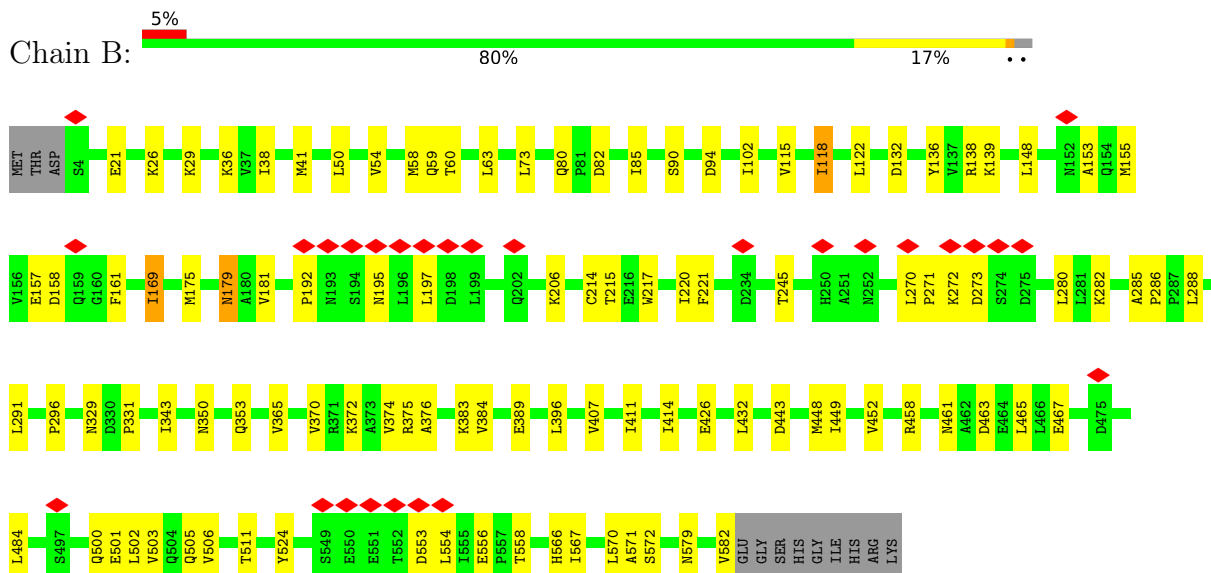 5%
Chain B:
80% 17% • •
MET THR ASP S4 E21 K26 K29 K36 V37 I38 M41 L50 V54 M58 Q59 T60 L63 L73 Q80 P81 D82 I85 S90 D94 I102 V115 I118 L122 D132 Y136 V137 R138 K139 L148 N152 A153 Q154 M155
V156 E157 D158 Q159 G160 F161 I169 M175 N179 A180 V181 P192 N193 S194 N195 L196 L197 D198 L199 Q202 K206 C214 T215 E216 W217 I220 F221 D234 T245 H250 A251 N252 L270 P271 K272 D273 S274 D275 L280 L281 K282 A285 P286 P287 L288
L291 P296 N329 D330 P331 I343 N350 Q353 V365 V370 R371 K372 A373 V374 R375 A376 K383 V384 E389 L396 V407 I411 I414 E426 L432 D443 M448 I449 V452 R458 N461 A462 D463 E464 L465 L466 E467 D475
L484 S497 Q500 E501 L502 V503 Q504 Q505 V506 T511 Y524 S549 E550 E551 T552 D553 L554 I555 E556 P557 T558 H566 I567 L570 A571 S572 N579 V582 GLU GLY SER HIS GLY ILE HIS ARG LYS